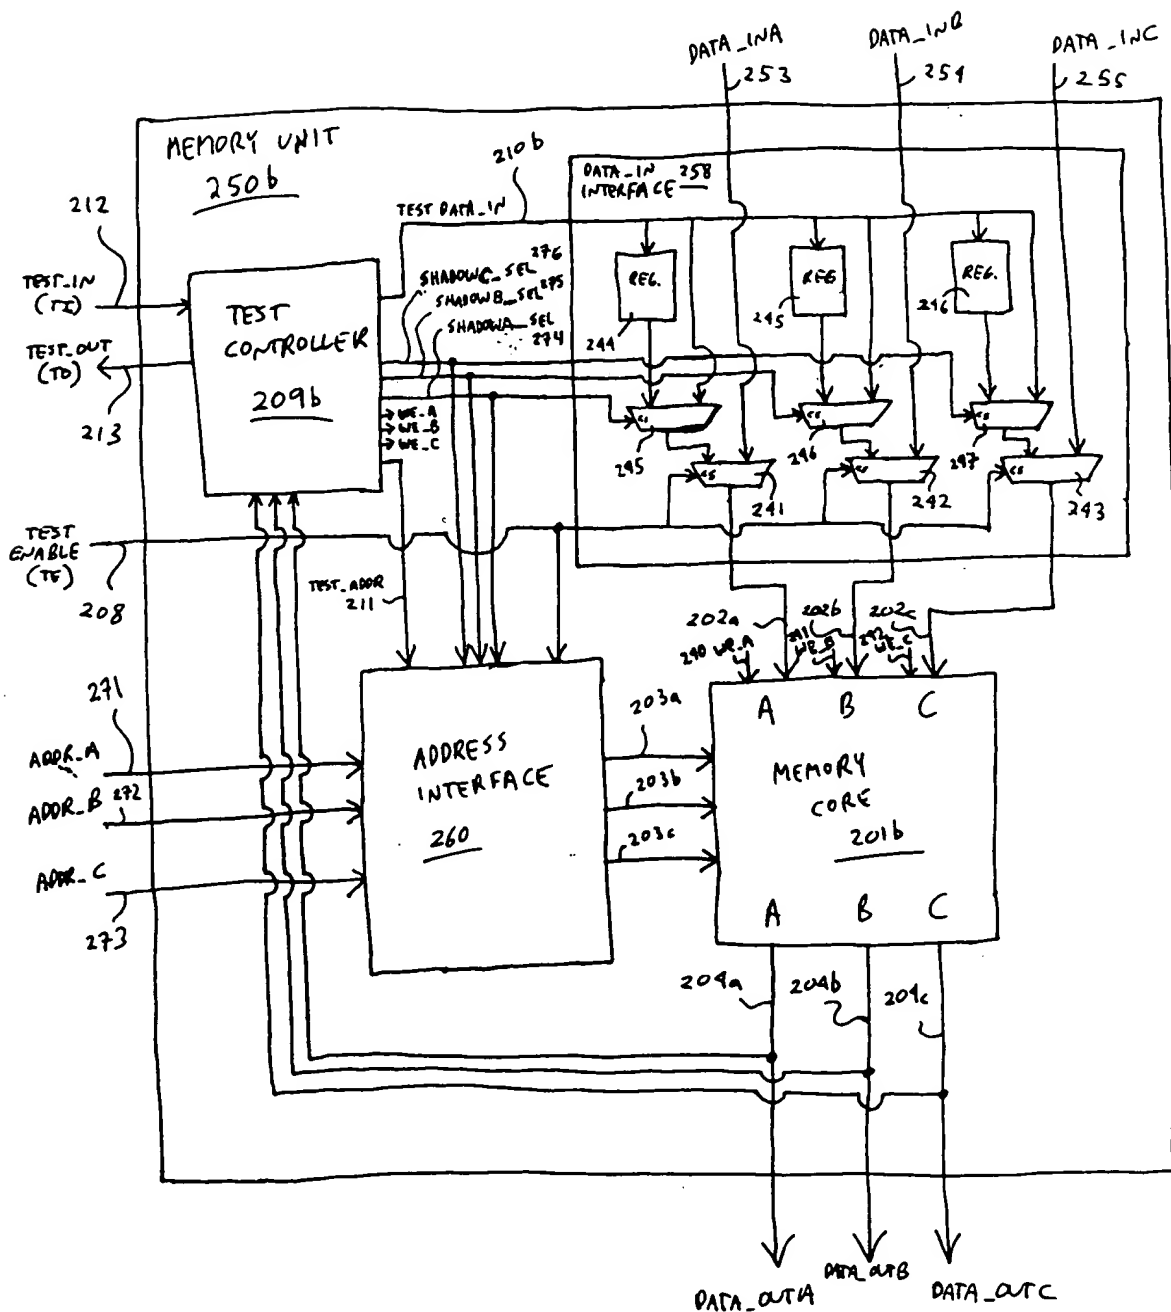 DATA_INA
DATA_INB
DATA_INC
253
254
255
MEMORY UNIT
250b
210b
DATA_IN
INTERFACE 258
212
TEST DATA_IN
TEST_IN
(TI)
SHADOWC_SEL 276
SHADOWB_SEL 275
SHADOWA_SEL
274
REG.
REG
REG.
244
245
246
TEST
CONTROLLER
209b
TEST_OUT
(TO)
213
WE_A
WE_B
WE_C
295
296
297
241
242
243
TEST
ENABLE
(TE)
208
TEST_ADDR
211
202a
202b
202c
290 WE_A
291
WE_B
292
WE_C
271
ADDR_A
ADDR_B 272
ADDR_C
273
ADDRESS
INTERFACE
260
203a
203b
203c
A B C
MEMORY
CORE
201b
A B C
204a
204b
204c
DATA_OUTA
DATA_OUTB
DATA_OUTC